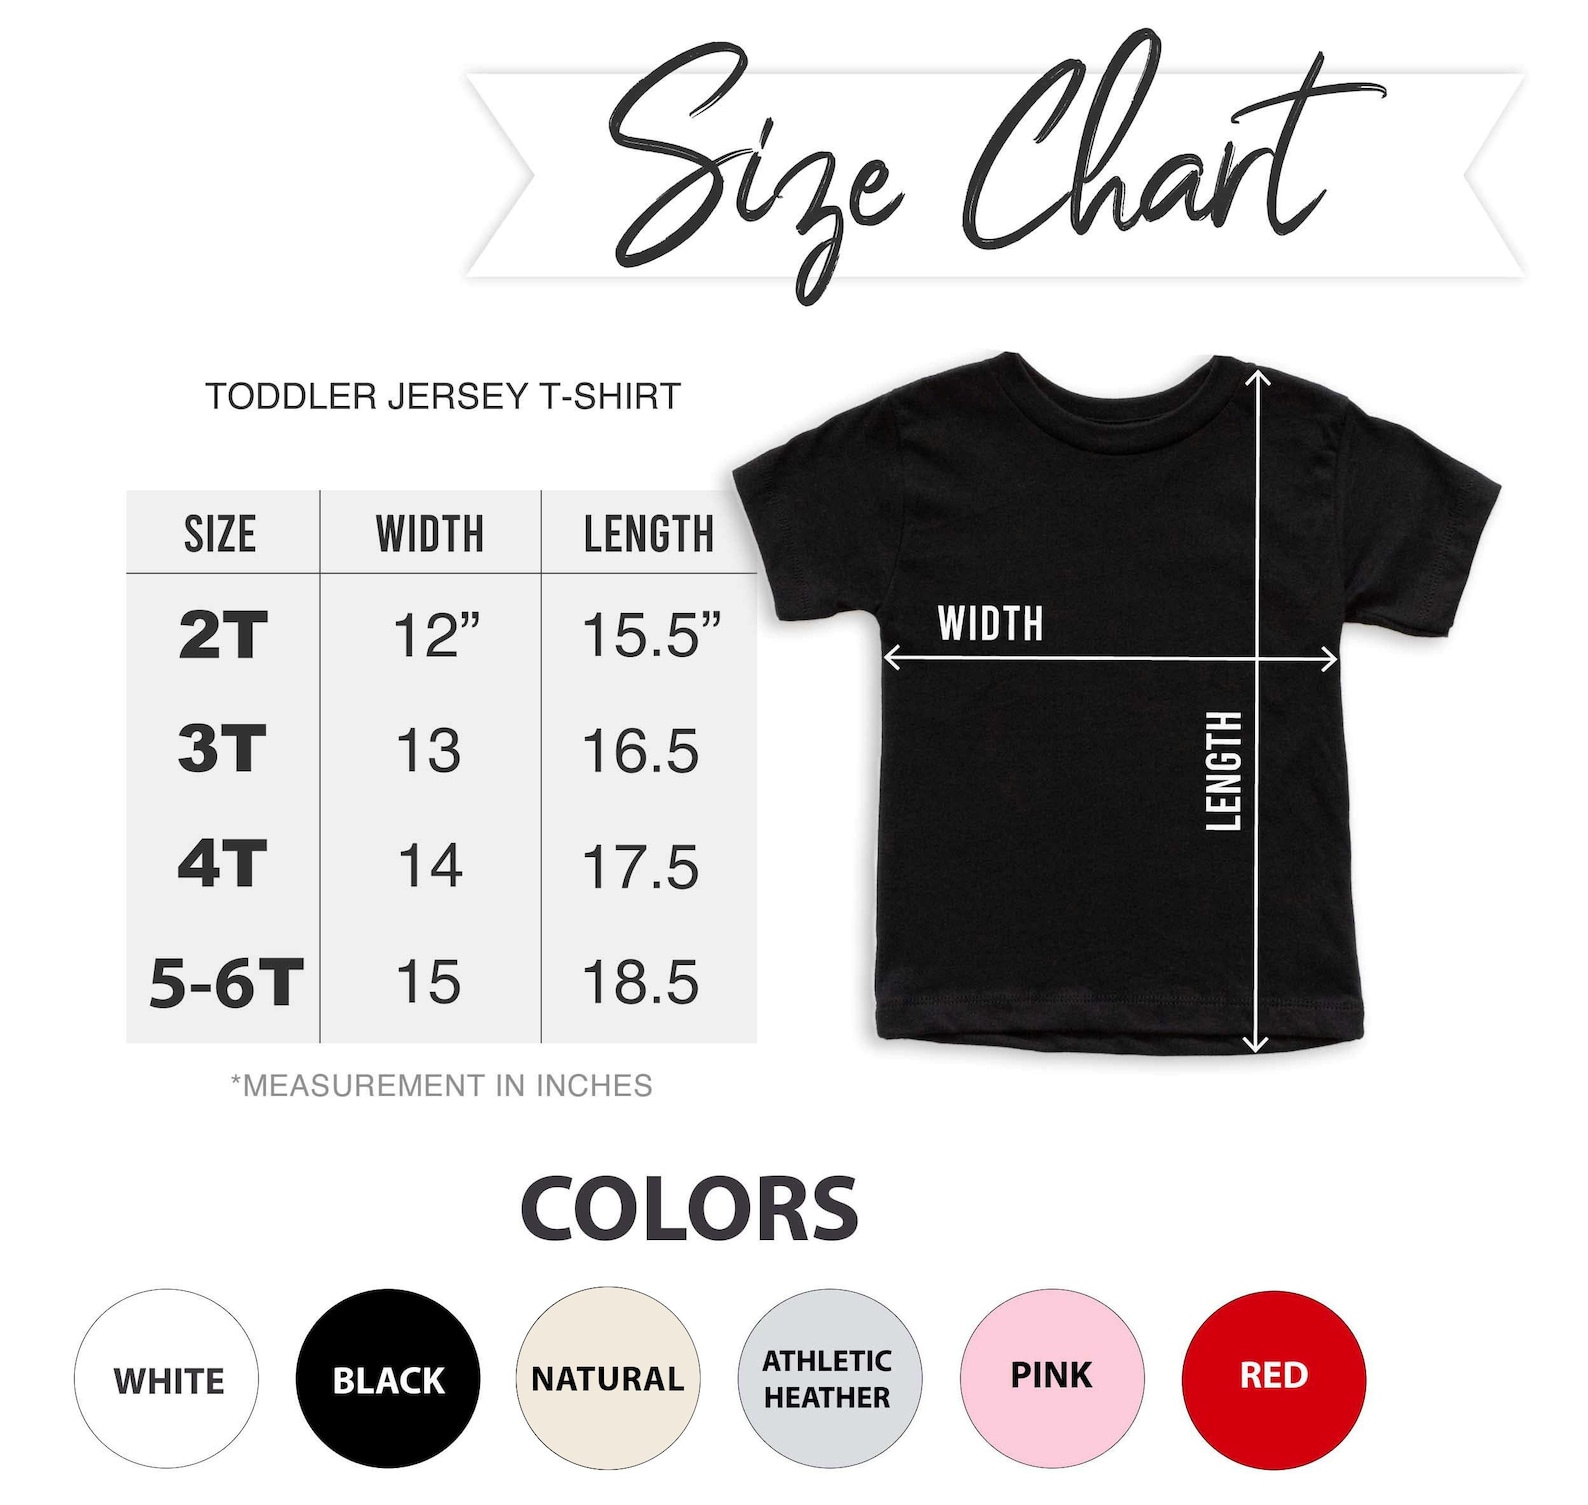 Size Chart
TODDLER JERSEY T-SHIRT
SIZE WIDTH LENGTH
2T 12” 15.5”
3T 13 16.5
4T 14 17.5
5-6T 15 18.5
*MEASUREMENT IN INCHES
WIDTH
LENGTH
COLORS
WHITE
BLACK
NATURAL
ATHLETIC
HEATHER
PINK
RED